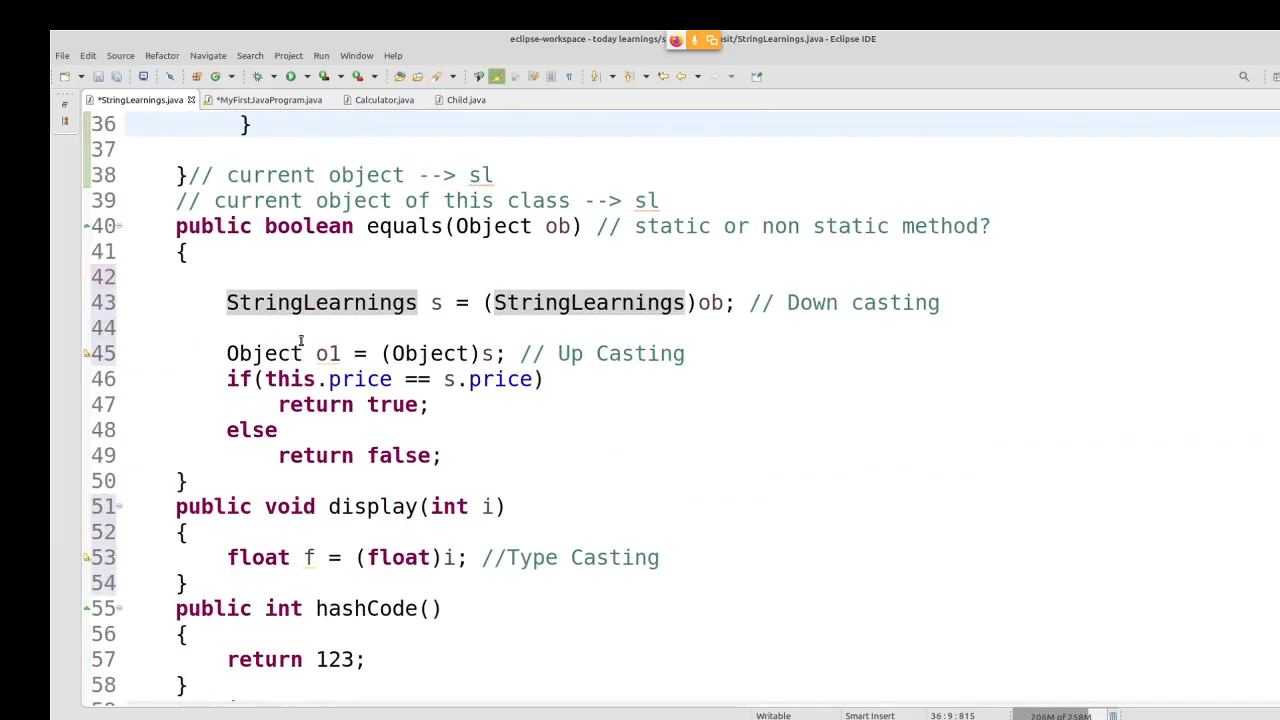 eclipse-workspace - today learnings/s sit/StringLearnings.java - Eclipse IDE
File Edit Source Refactor Navigate Search Project Run Window Help
*StringLearnings.java *MyFirstJavaProgram.java Calculator.java Child.java
36 }
37
38 }// current object --> sl
39 // current object of this class --> sl
40 public boolean equals(Object ob) // static or non static method?
41 {
42
43 StringLearnings s = (StringLearnings)ob; // Down casting
44
45 Object o1 = (Object)s; // Up Casting
46 if(this.price == s.price)
47 return true;
48 else
49 return false;
50 }
51 public void display(int i)
52 {
53 float f = (float)i; //Type Casting
54 }
55 public int hashCode()
56 {
57 return 123;
58 }
Writable Smart Insert 36:9:815 206M of 258M